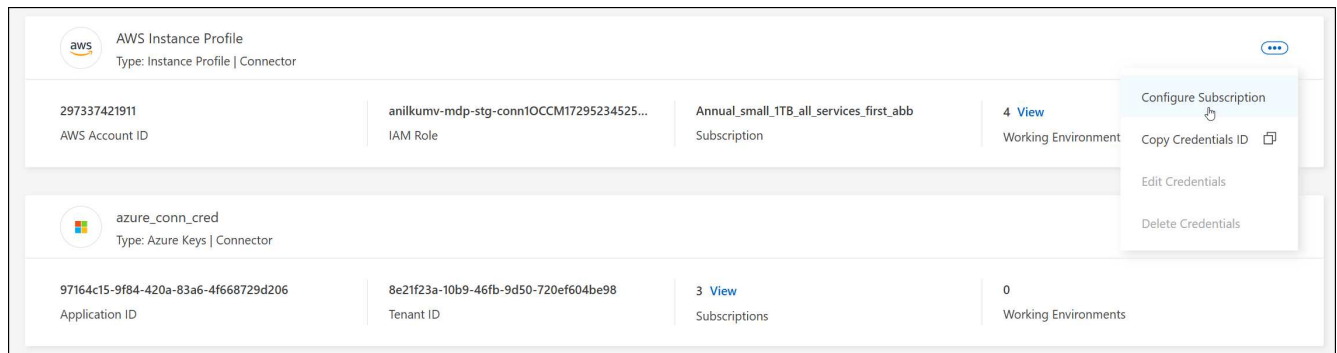 aws
AWS Instance Profile
Type: Instance Profile | Connector
297337421911
AWS Account ID
anilkumv-mdp-stg-conn1OCCM17295234525...
IAM Role
Annual_small_1TB_all_services_first_abb
Subscription
4 View
Working Environment
Configure Subscription
Copy Credentials ID
Edit Credentials
Delete Credentials
azure_conn_cred
Type: Azure Keys | Connector
97164c15-9f84-420a-83a6-4f668729d206
Application ID
8e21f23a-10b9-46fb-9d50-720ef604be98
Tenant ID
3 View
Subscriptions
0
Working Environments